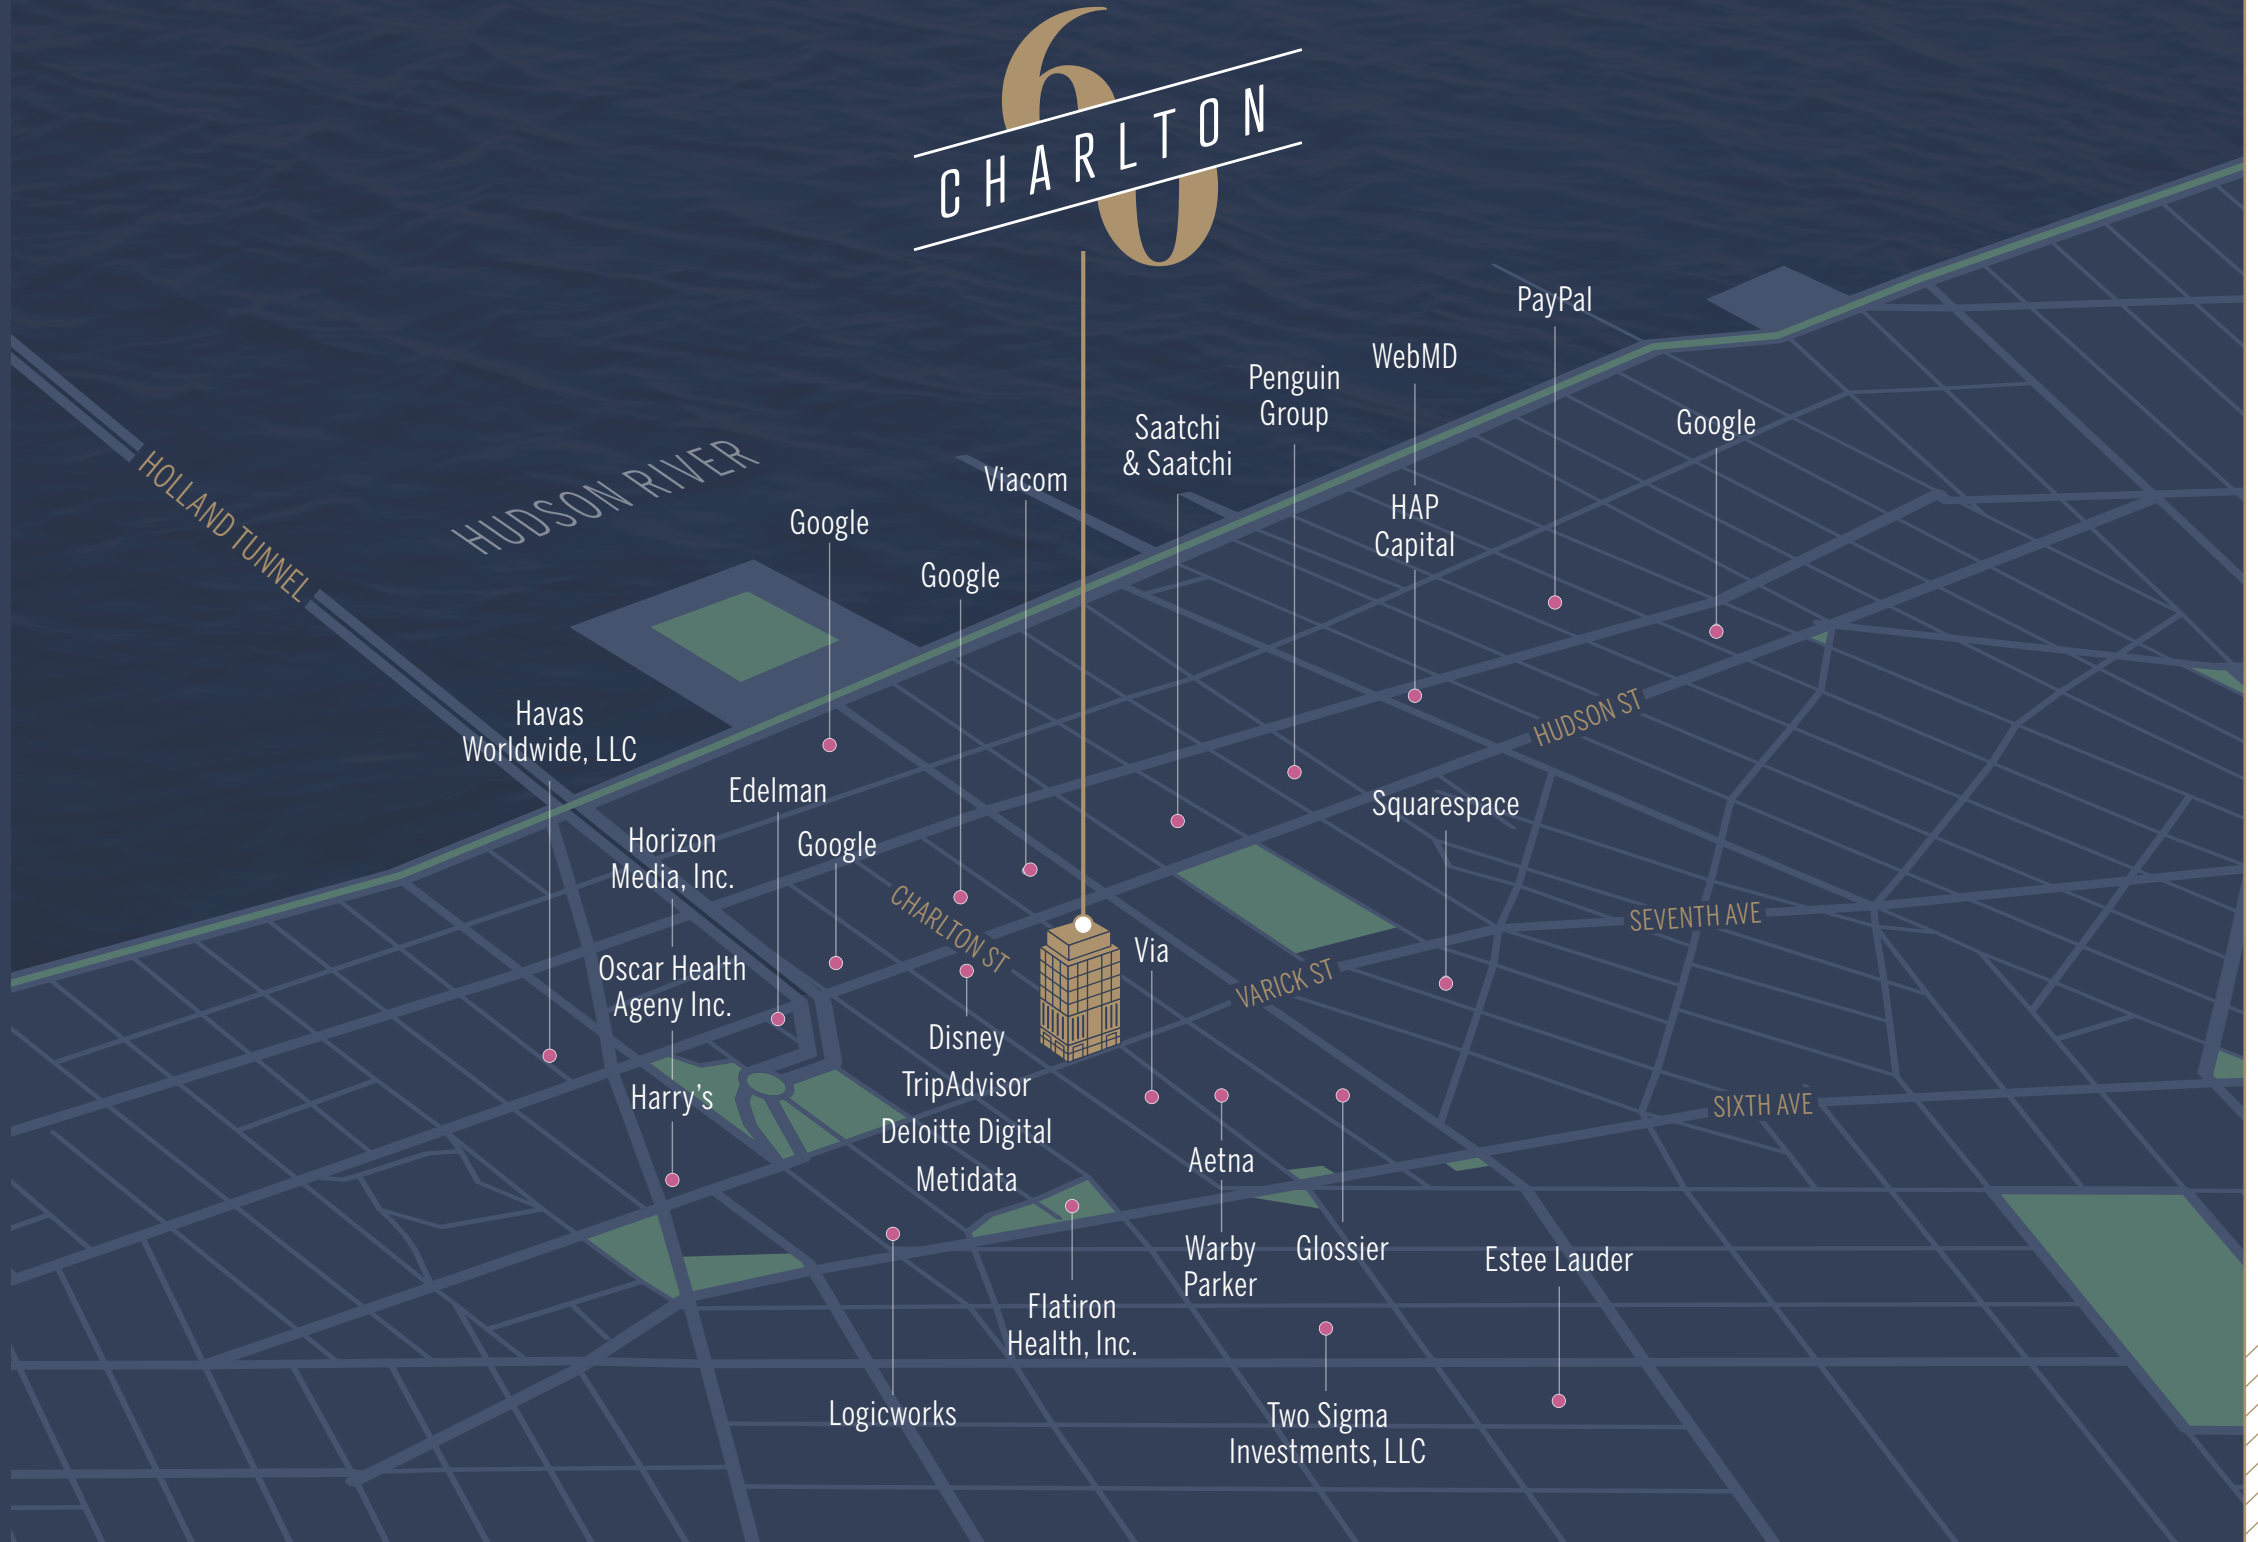 60
CHARLTON
PayPal
WebMD
Penguin
Group
Google
Saatchi
& Saatchi
Viacom
HAP
Capital
Google
Google
HOLLAND TUNNEL
HUDSON RIVER
Havas
Worldwide, LLC
HUDSON ST
Edelman
Squarespace
Horizon
Media, Inc.
Google
CHARLTON ST
SEVENTH AVE
Via
Oscar Health
Ageny Inc.
VARICK ST
Disney
TripAdvisor
Deloitte Digital
Metidata
Harry's
SIXTH AVE
Aetna
Warby
Parker
Glossier
Estee Lauder
Flatiron
Health, Inc.
Logicworks
Two Sigma
Investments, LLC